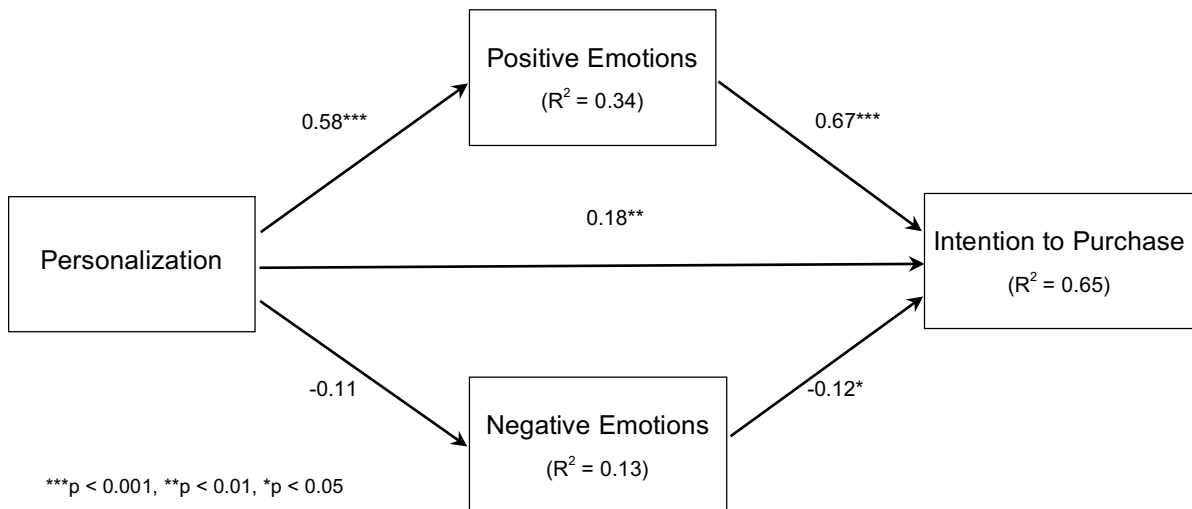 Positive Emotions
(R² = 0.34)
0.58***
0.67***
0.18**
Personalization
Intention to Purchase
(R² = 0.65)
-0.11
-0.12*
Negative Emotions
(R² = 0.13)
***p < 0.001, **p < 0.01, *p < 0.05